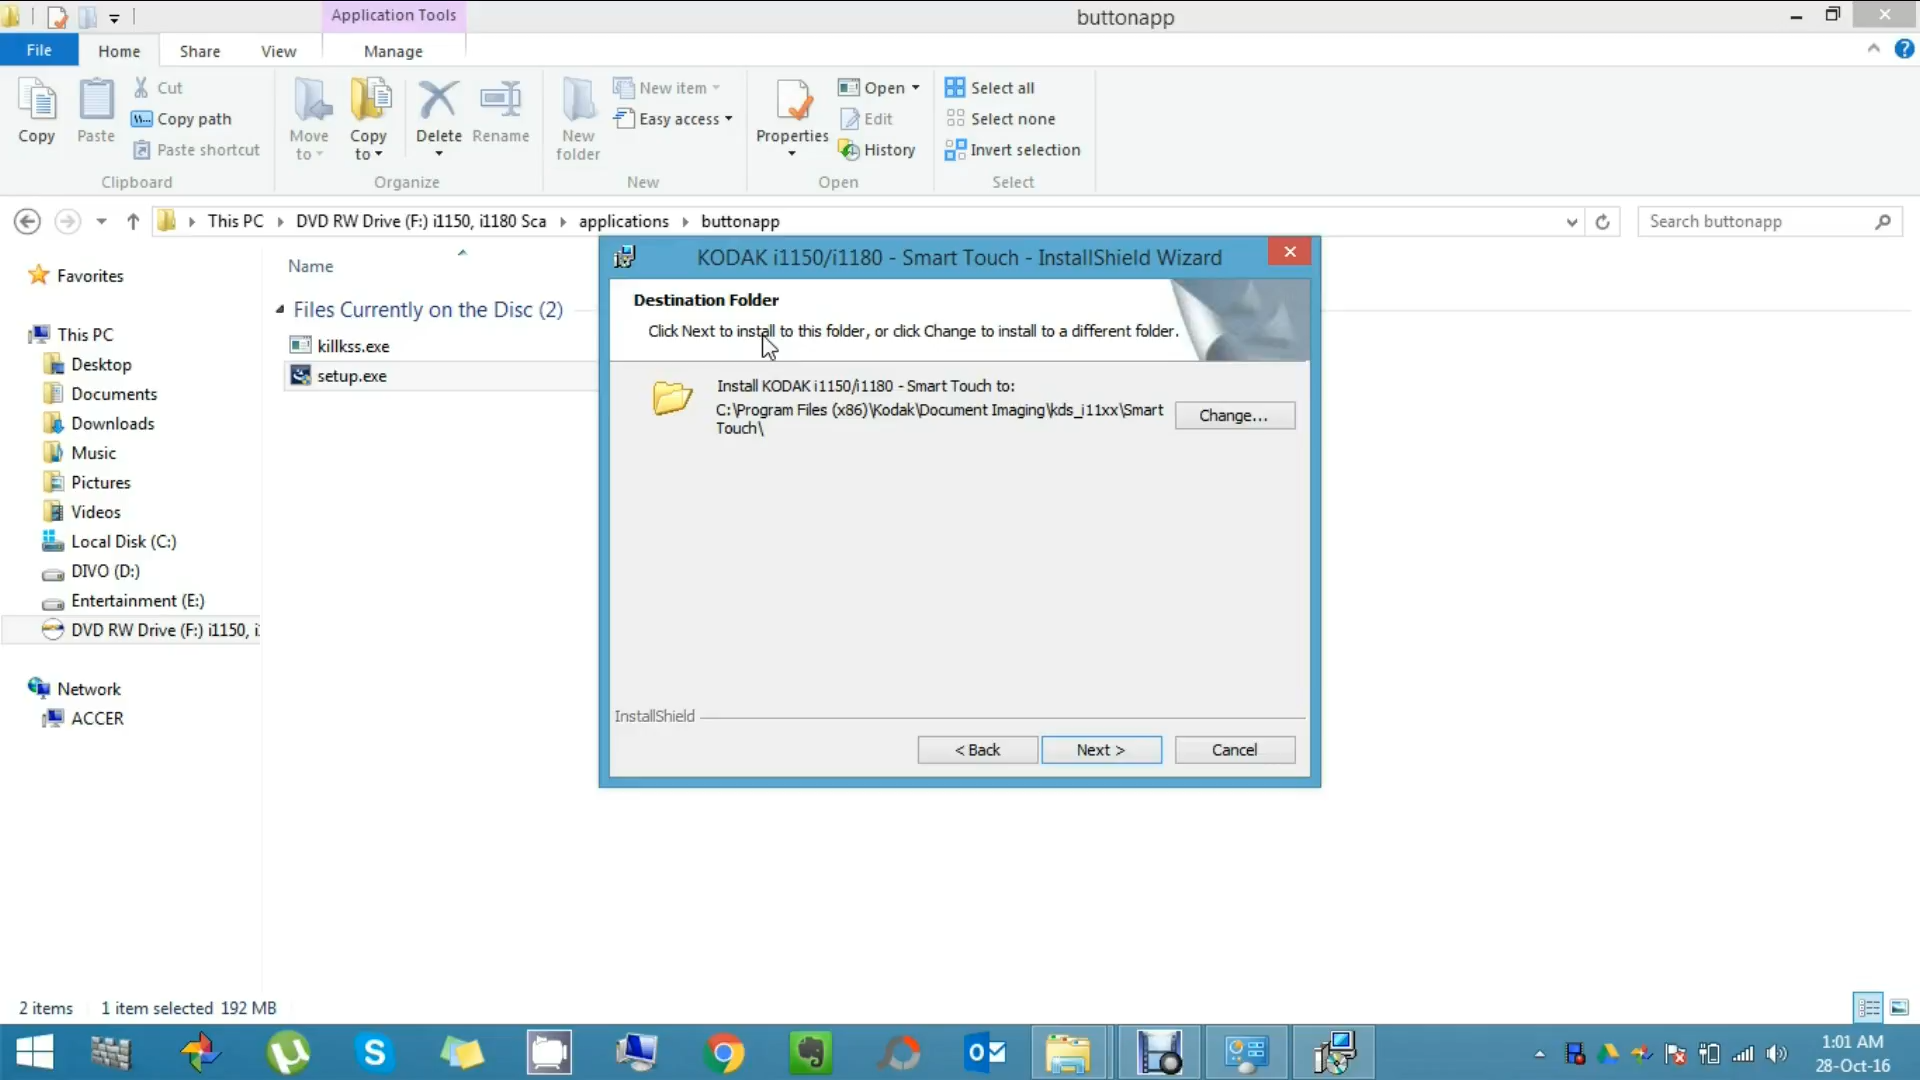 Application Tools
buttonapp
File
Home
Share
View
Manage
Copy
Paste
Cut
Copy path
Paste shortcut
Clipboard
Move to
Copy to
Delete
Rename
Organize
New folder
New item
Easy access
New
Properties
Open
Edit
History
Open
Select all
Select none
Invert selection
Select
This PC
DVD RW Drive (F:) i1150, i1180 Sca
applications
buttonapp
Search buttonapp
Favorites
This PC
Desktop
Documents
Downloads
Music
Pictures
Videos
Local Disk (C:)
DIVO (D:)
Entertainment (E:)
DVD RW Drive (F:) i1150, i
Network
ACCER
Name
Files Currently on the Disc (2)
killkss.exe
setup.exe
KODAK i1150/i1180 - Smart Touch - InstallShield Wizard
Destination Folder
Click Next to install to this folder, or click Change to install to a different folder.
Install KODAK i1150/i1180 - Smart Touch to:
C:\Program Files (x86)\Kodak\Document Imaging\kds_i11xx\Smart
Touch\
Change...
InstallShield
< Back
Next >
Cancel
2 items
1 item selected 192 MB
1:01 AM
28-Oct-16